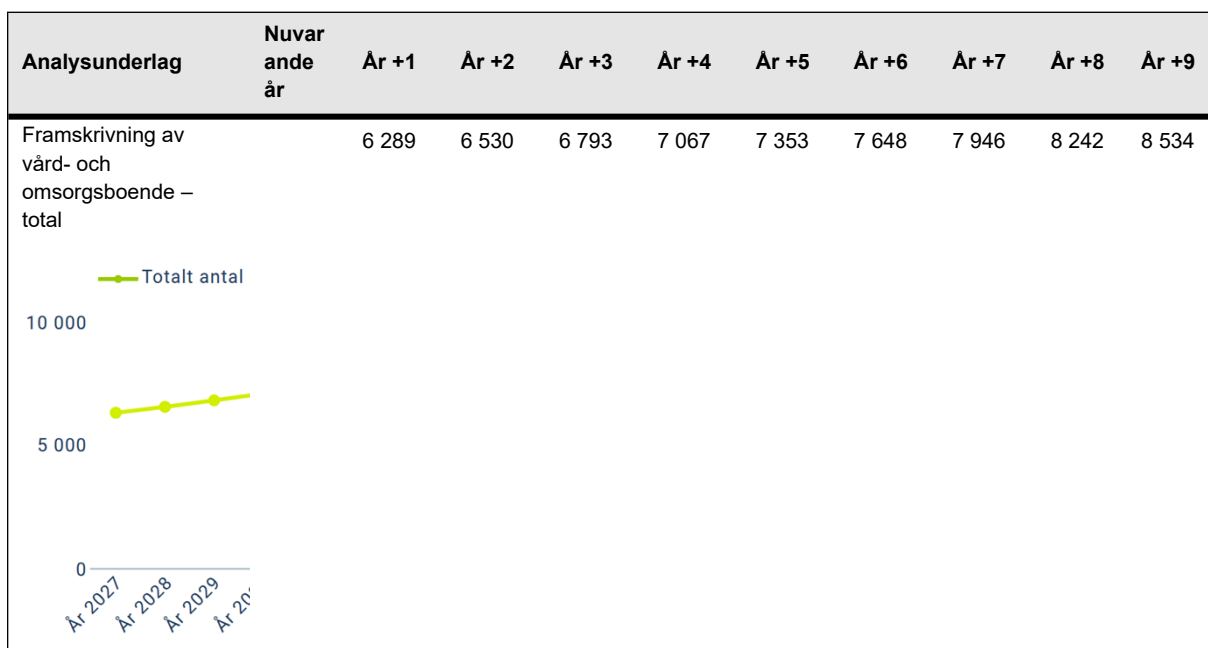 Analysunderlag Nuvar ande år År +1 År +2 År +3 År +4 År +5 År +6 År +7 År +8 År +9
Framskrivning av 6 289 6 530 6 793 7 067 7 353 7 648 7 946 8 242 8 534
vård- och
omsorgsboende –
total
Totalt antal
10 000
5 000
0
År 2027 År 2028 År 2029 År